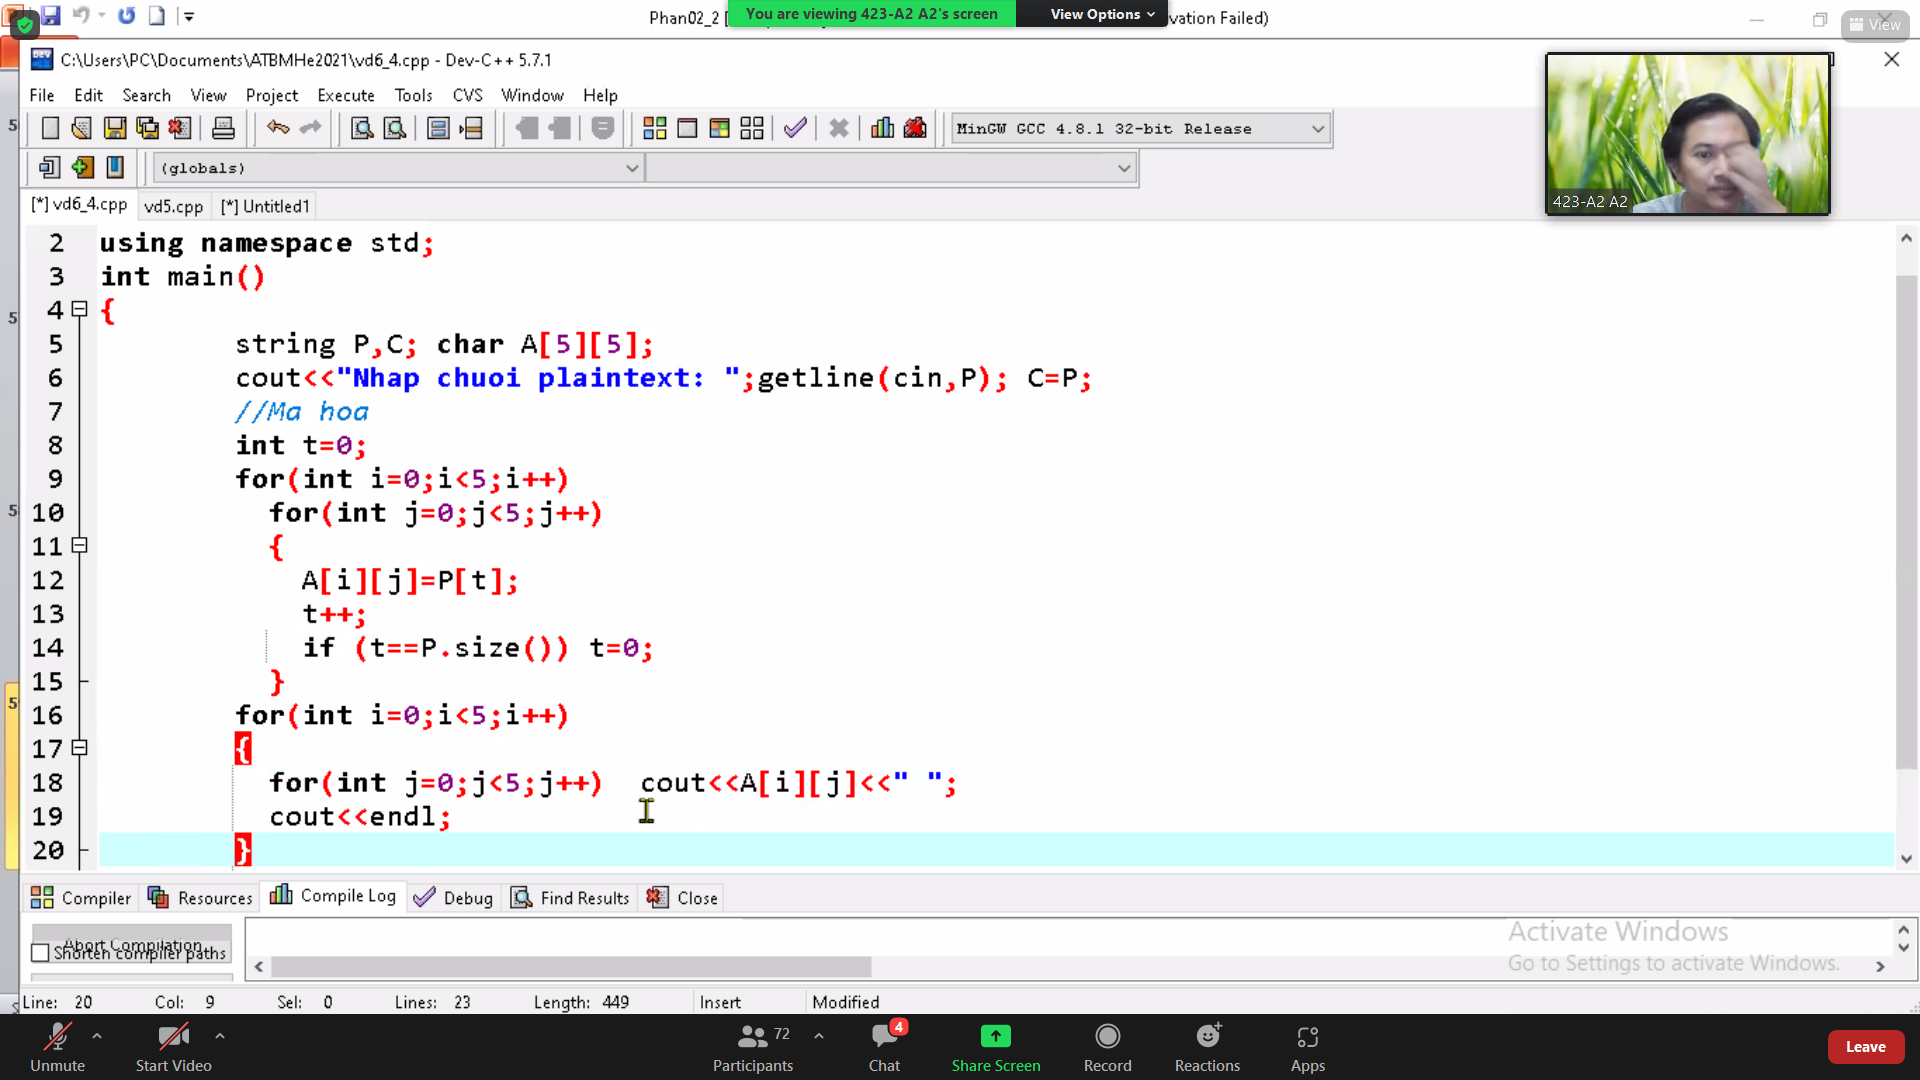 Phan02_2 [
You are viewing 423-A2 A2's screen
View Options
vation Failed)
View
C:\Users\PC\Documents\ATBMHe2021\vd6_4.cpp - Dev-C++ 5.7.1
File Edit Search View Project Execute Tools CVS Window Help
MinGW GCC 4.8.1 32-bit Release
(globals)
[*] vd6_4.cpp vd5.cpp [*] Untitled1
423-A2 A2
2 using namespace std;
3 int main()
4 {
5 string P,C; char A[5][5];
6 cout<<"Nhap chuoi plaintext: ";getline(cin,P); C=P;
7 //Ma hoa
8 int t=0;
9 for(int i=0;i<5;i++)
10 for(int j=0;j<5;j++)
11 {
12 A[i][j]=P[t];
13 t++;
14 if (t==P.size()) t=0;
15 }
16 for(int i=0;i<5;i++)
17 {
18 for(int j=0;j<5;j++) cout<<A[i][j]<<" ";
19 cout<<endl;
20 }
Compiler Resources Compile Log Debug Find Results Close
Abort Compilation
Shorten compiler paths
Activate Windows
Go to Settings to activate Windows.
Line: 20 Col: 9 Sel: 0 Lines: 23 Length: 449 Insert Modified
72
4
Unmute Start Video Participants Chat Share Screen Record Reactions Apps
Leave